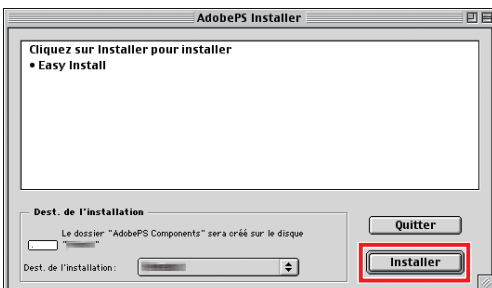 AdobePS Installer
Cliquez sur Installer pour installer
• Easy Install
Dest. de l'installation
Le dossier "AdobePS Components" sera créé sur le disque
Quitter
Dest. de l'installation:
Installer